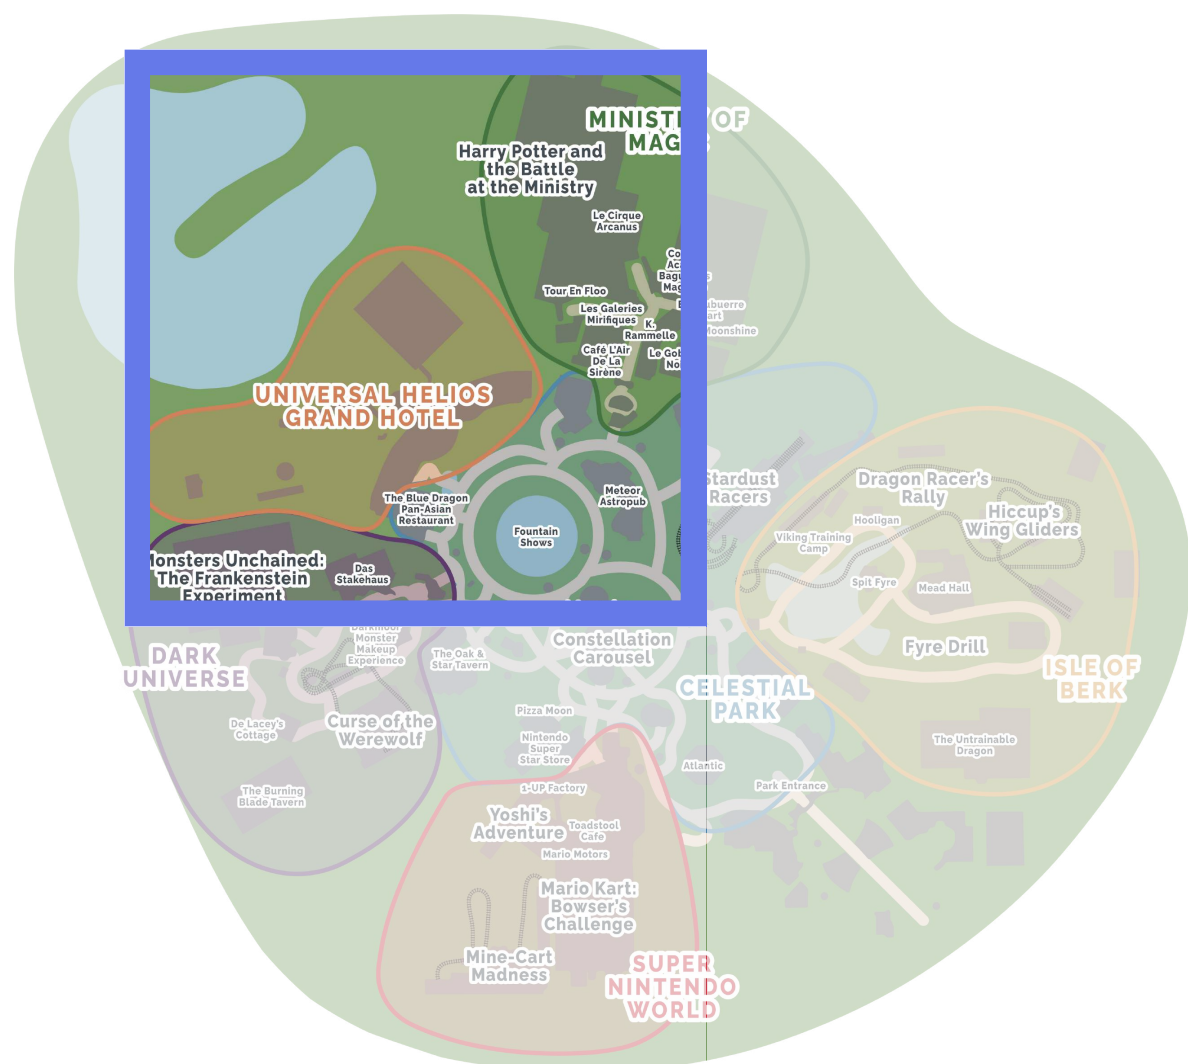 MINISTRY OF
MAGIC
Harry Potter and
the Battle
at the Ministry
Le Cirque
Arcanus
Tour En Floo
Les Galeries
Mirifiques
K.
Rammelle
Café L'Air
De La
Sirène
Moonshine
UNIVERSAL HELIOS
GRAND HOTEL
The Blue Dragon
Pan-Asian
Restaurant
Meteor
Astropub
Fountain
Shows
Monsters Unchained:
The Frankenstein
Experiment
Das
Stakehaus
Stardust
Racers
Dragon Racer's
Rally
Hiccup's
Wing Gliders
Hooligan
Viking Training
Camp
Spit Fyre
Mead Hall
Fyre Drill
ISLE OF
BERK
The Untrainable
Dragon
Darkmoor
Monster
Makeup
Experience
DARK
UNIVERSE
The Oak &
Star Tavern
Constellation
Carousel
CELESTIAL
PARK
De Lacey's
Cottage
Curse of the
Werewolf
Pizza Moon
Nintendo
Super
Star Store
Atlantic
Park Entrance
The Burning
Blade Tavern
1-UP Factory
Yoshi's
Adventure
Toadstool
Cafe
Mario Motors
Mario Kart:
Bowser's
Challenge
Mine-Cart
Madness
SUPER
NINTENDO
WORLD